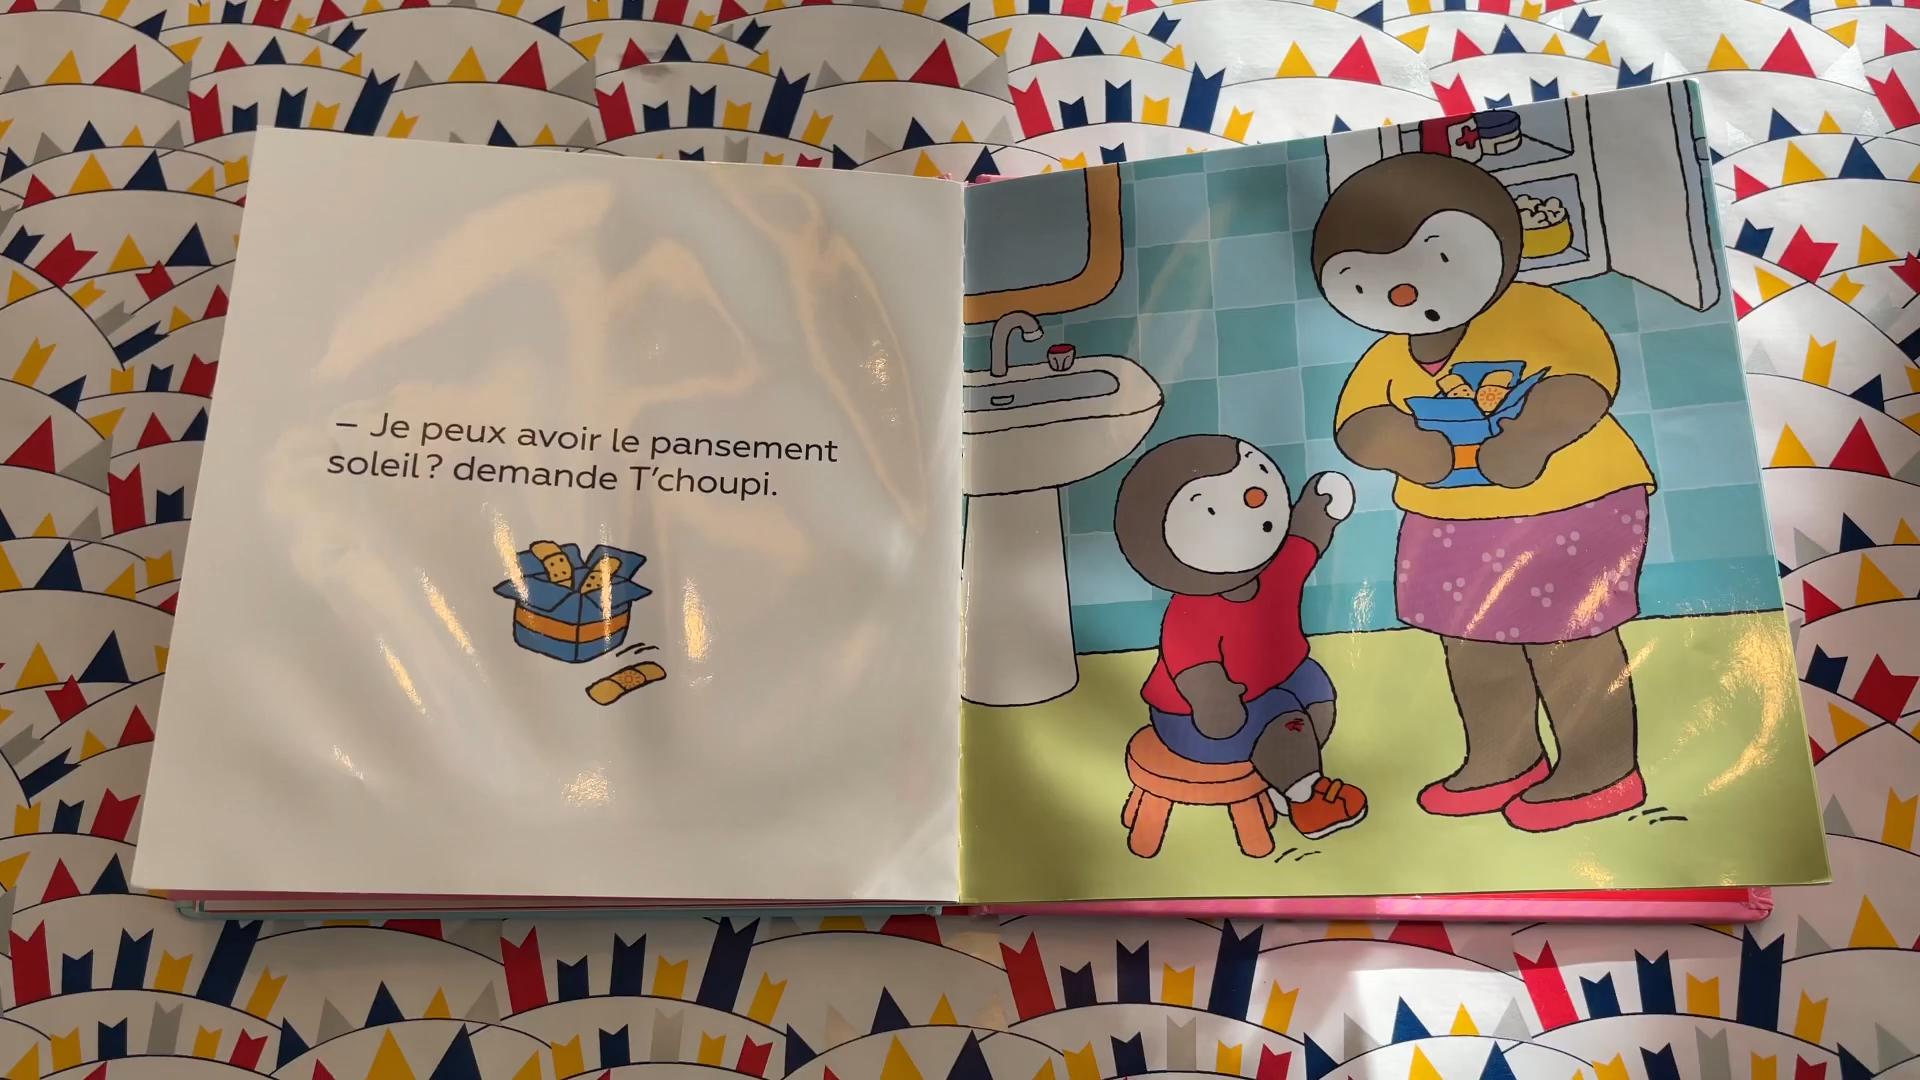 – Je peux avoir le pansement
soleil ? demande T'choupi.